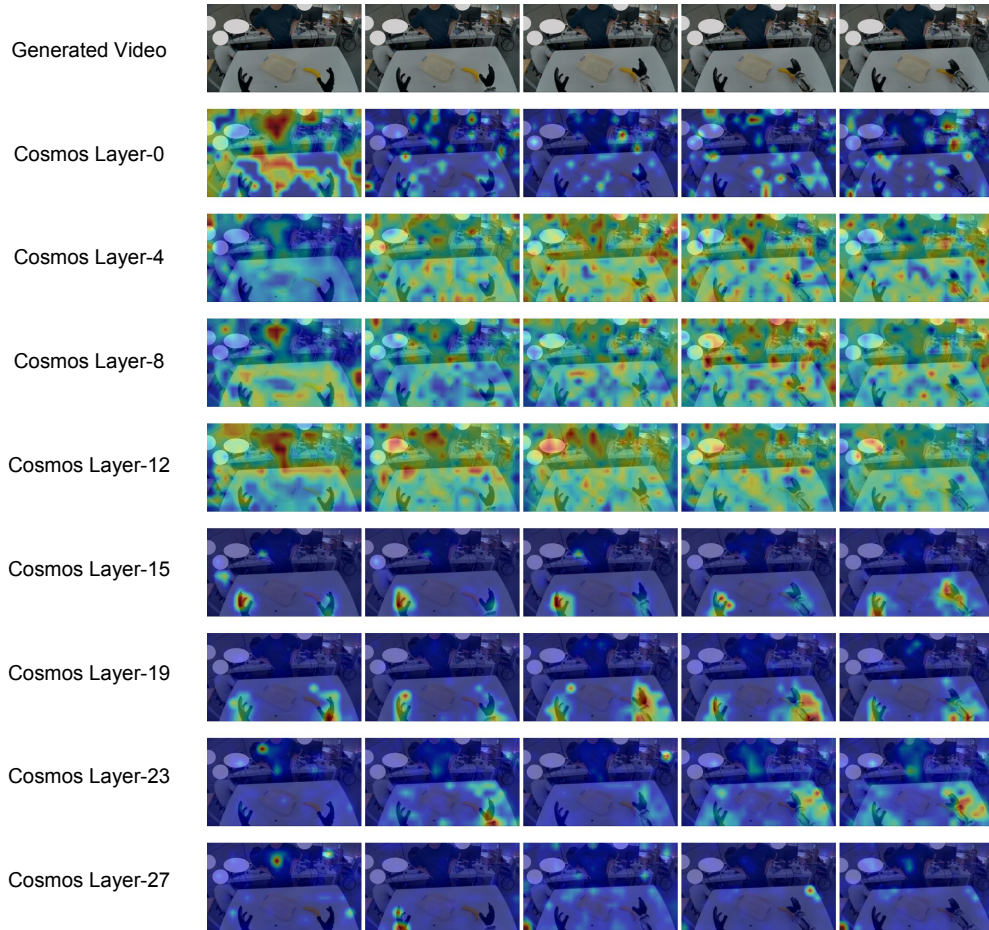 Generated Video
Cosmos Layer-0
Cosmos Layer-4
Cosmos Layer-8
Cosmos Layer-12
Cosmos Layer-15
Cosmos Layer-19
Cosmos Layer-23
Cosmos Layer-27